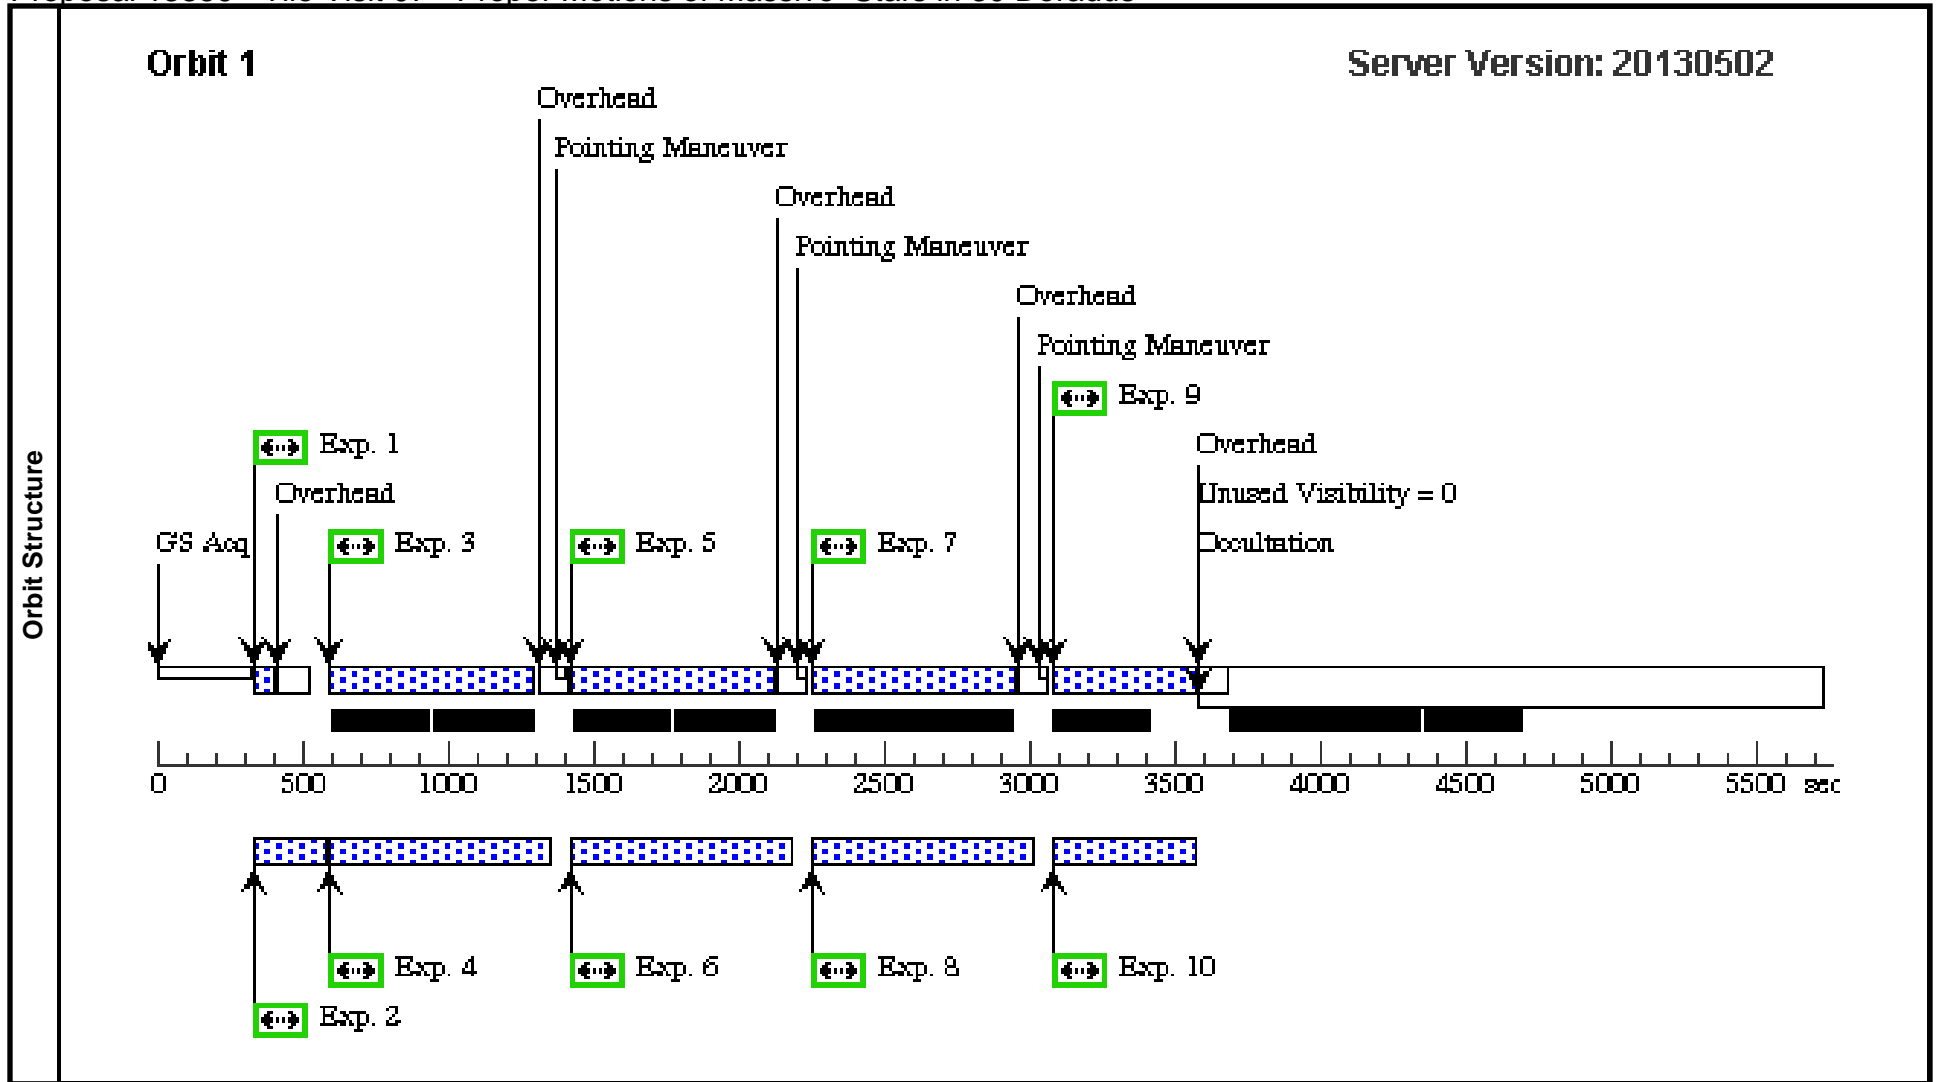 Orbit Structure
Orbit 1
Server Version: 20130502
Overhead
Pointing Maneuver
Overhead
Pointing Maneuver
Overhead
Pointing Maneuver
Exp. 9
Exp. 1
Overhead
Overhead
Unused Visibility = 0
GS Acq
Exp. 3
Exp. 5
Exp. 7
Occultation
0 500 1000 1500 2000 2500 3000 3500 4000 4500 5000 5500 sec
Exp. 4
Exp. 6
Exp. 8
Exp. 10
Exp. 2